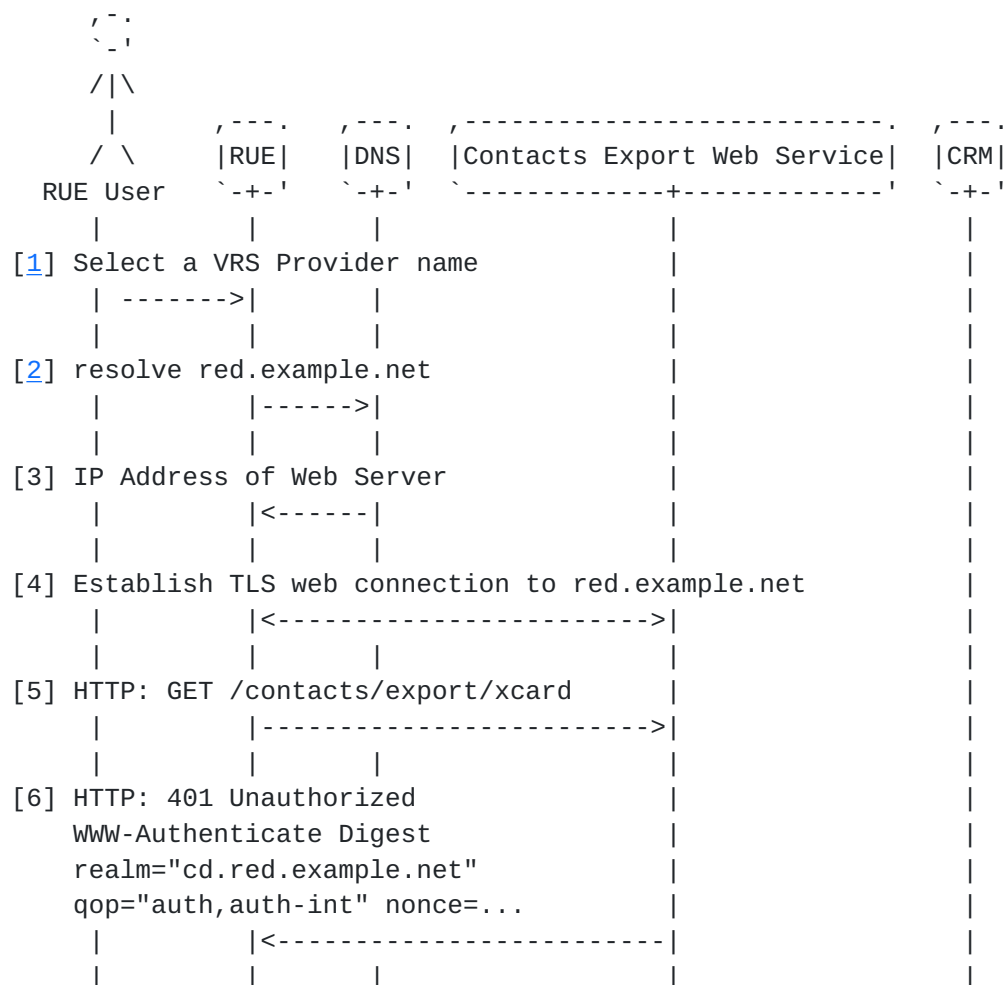 |RUE| |DNS| |Contacts Export Web Service| |CRM|
RUE User
[1] Select a VRS Provider name
[2] resolve red.example.net
[3] IP Address of Web Server
[4] Establish TLS web connection to red.example.net
[5] HTTP: GET /contacts/export/xcard
[6] HTTP: 401 Unauthorized
WWW-Authenticate Digest
realm="cd.red.example.net"
qop="auth,auth-int" nonce=...